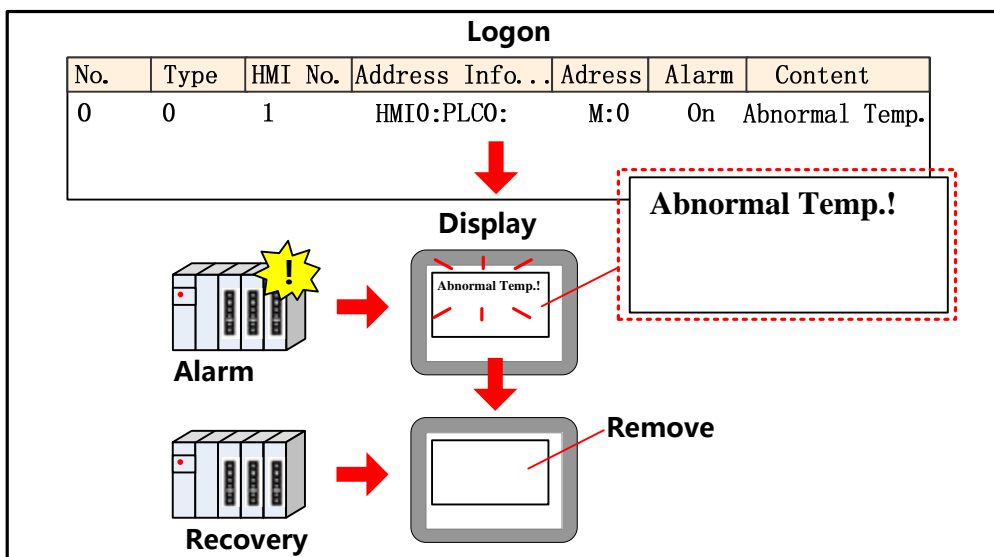 Logon
No. Type HMI No. Address Info... Adress Alarm Content
0 0 1 HMI0:PLC0: M:0 On Abnormal Temp.
Abnormal Temp.!
Display
!
Abnormal Temp.!
Alarm
Remove
Recovery